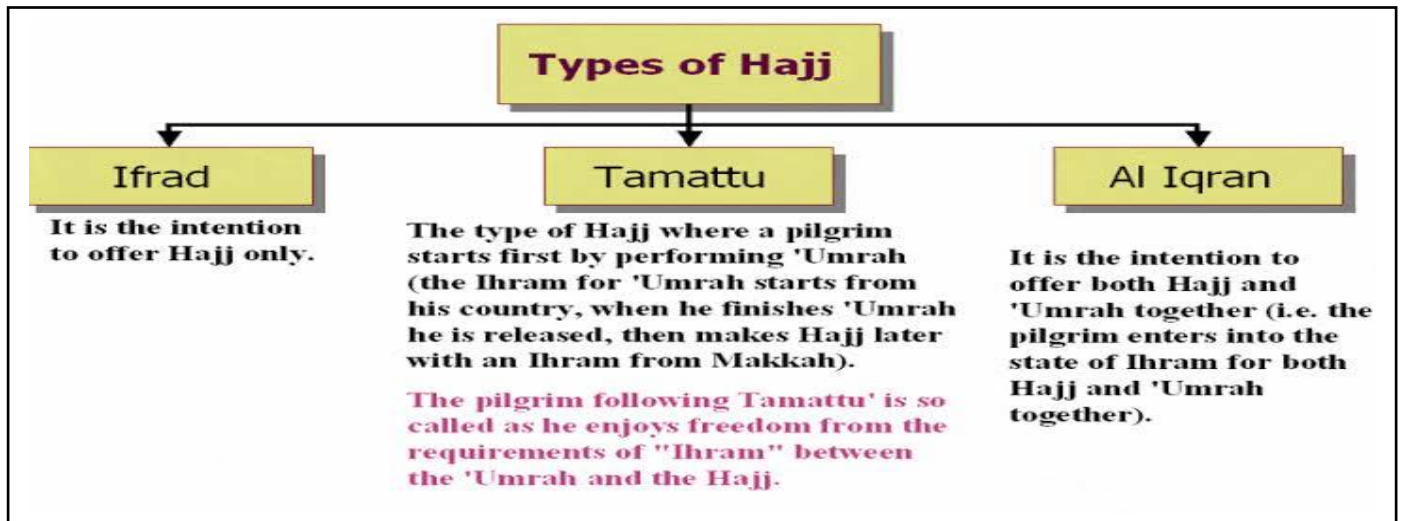 Types of Hajj
Ifrad
It is the intention
to offer Hajj only.
Tamattu
The type of Hajj where a pilgrim
starts first by performing 'Umrah
(the Ihram for 'Umrah starts from
his country, when he finishes 'Umrah
he is released, then makes Hajj later
with an Ihram from Makkah).
The pilgrim following Tamattu' is so
called as he enjoys freedom from the
requirements of "Ihram" between
the 'Umrah and the Hajj.
Al Iqran
It is the intention to
offer both Hajj and
'Umrah together (i.e. the
pilgrim enters into the
state of Ihram for both
Hajj and 'Umrah
together).